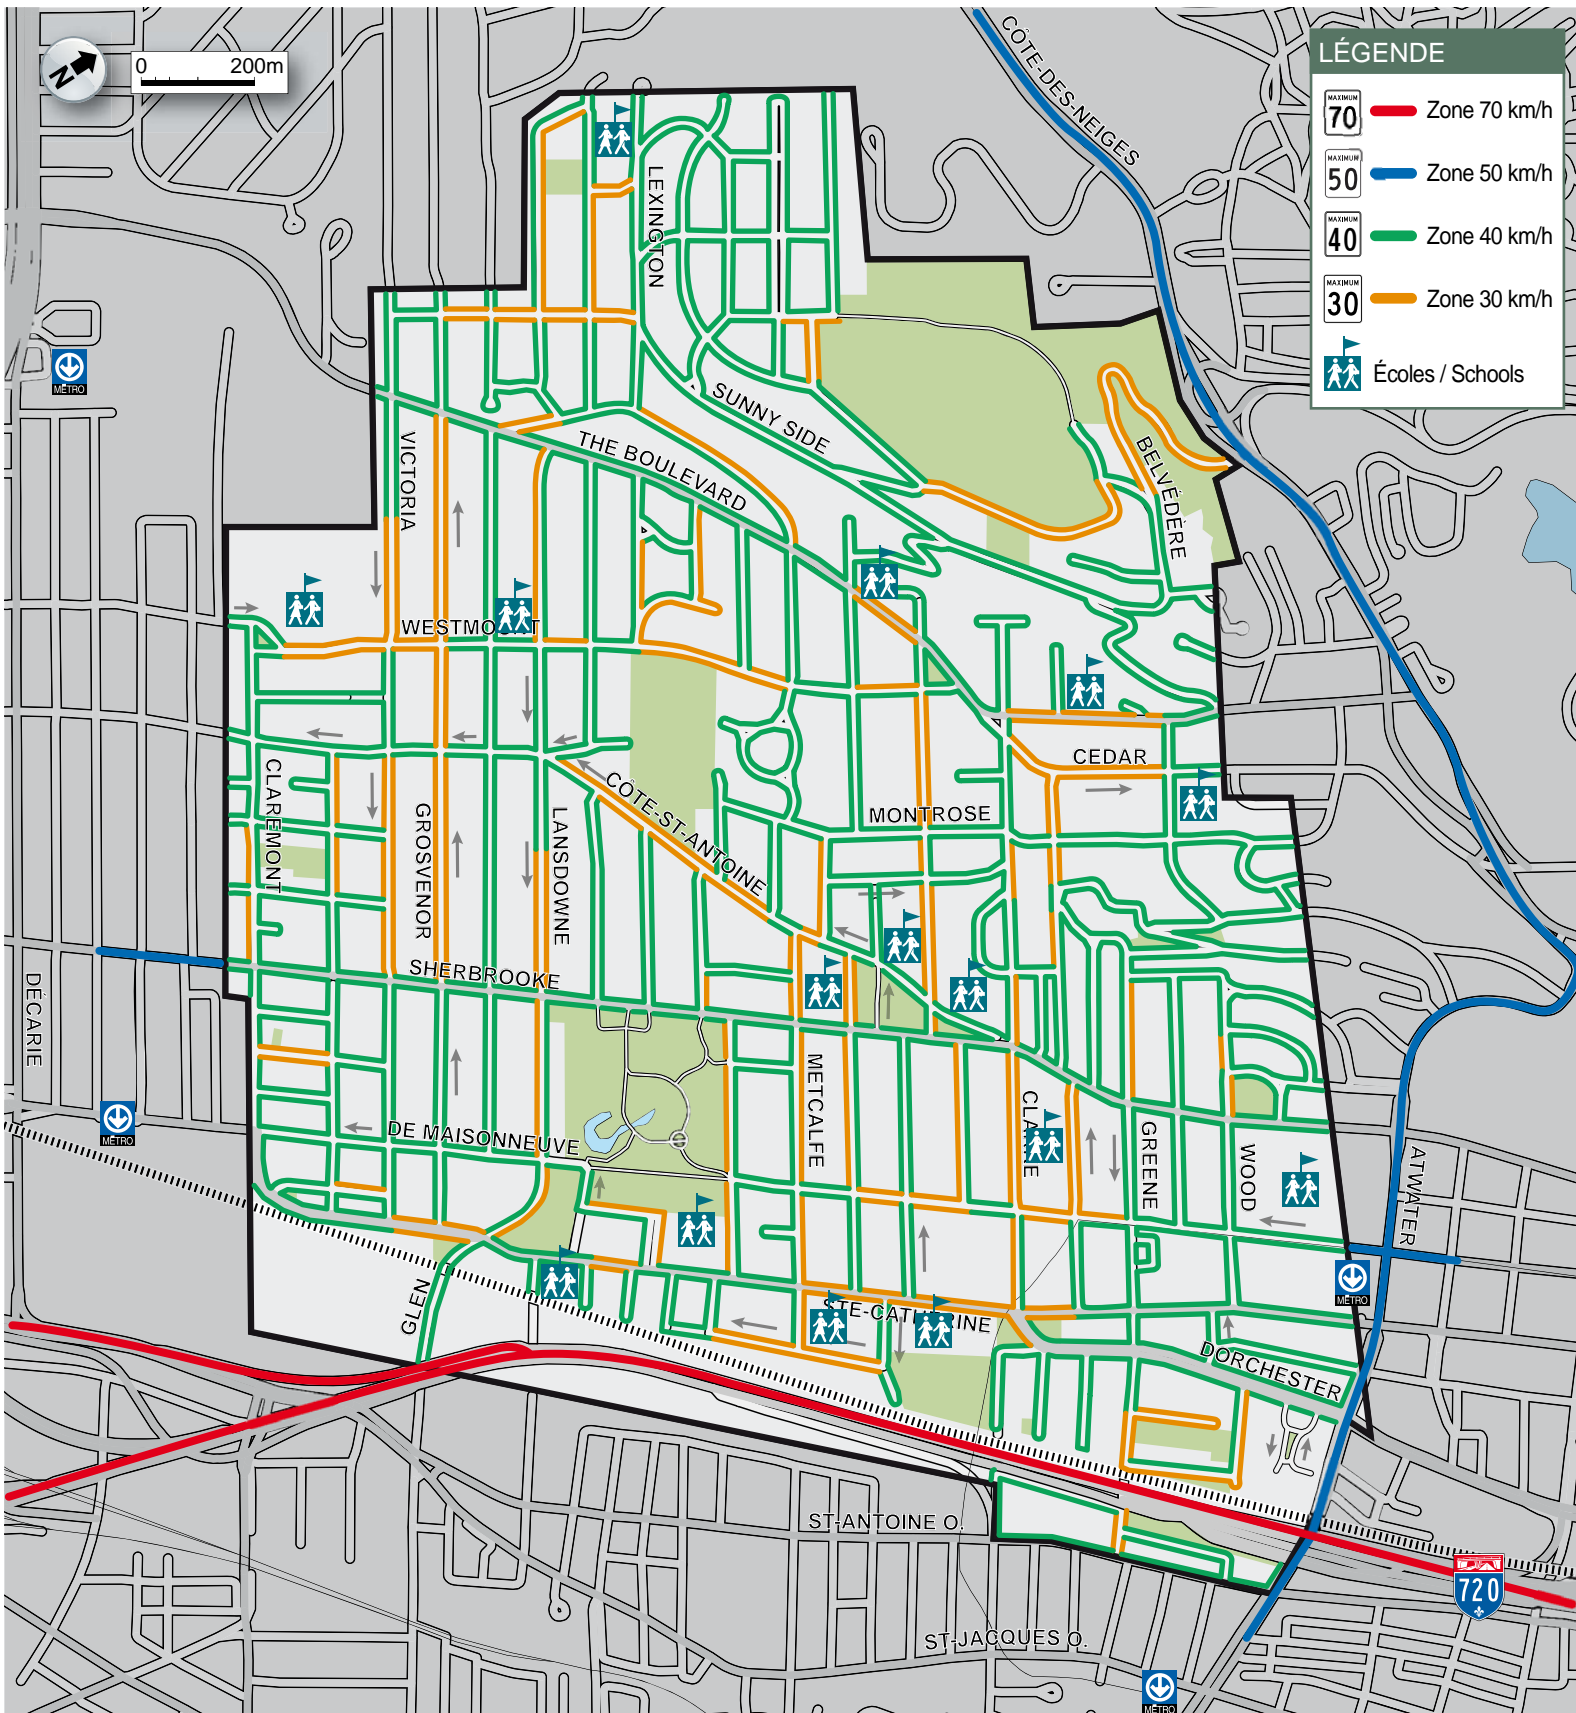 N
0 200m
CÔTE-DES-NEIGES
LÉGENDE
MAXIMUM
70
Zone 70 km/h
MAXIMUM
50
Zone 50 km/h
MAXIMUM
40
Zone 40 km/h
MAXIMUM
30
Zone 30 km/h
Écoles / Schools
LEXINGTON
MÉTRO
SUNNY SIDE
THE BOULEVARD
VICTORIA
BELVÉDÈRE
WESTMOUNT
CEDAR
CÔTE-ST-ANTOINE
MONTROSE
CLAREMONT
GROSVENOR
LANSDOWNE
SHERBROOKE
DÉCARIE
METCALFE
MÉTRO
DE MAISONNEUVE
GREENE
WOOD
ATWATER
GLEN
MÉTRO
STE-CATHERINE
DORCHESTER
ST-ANTOINE O.
720
ST-JACQUES O.
MÉTRO